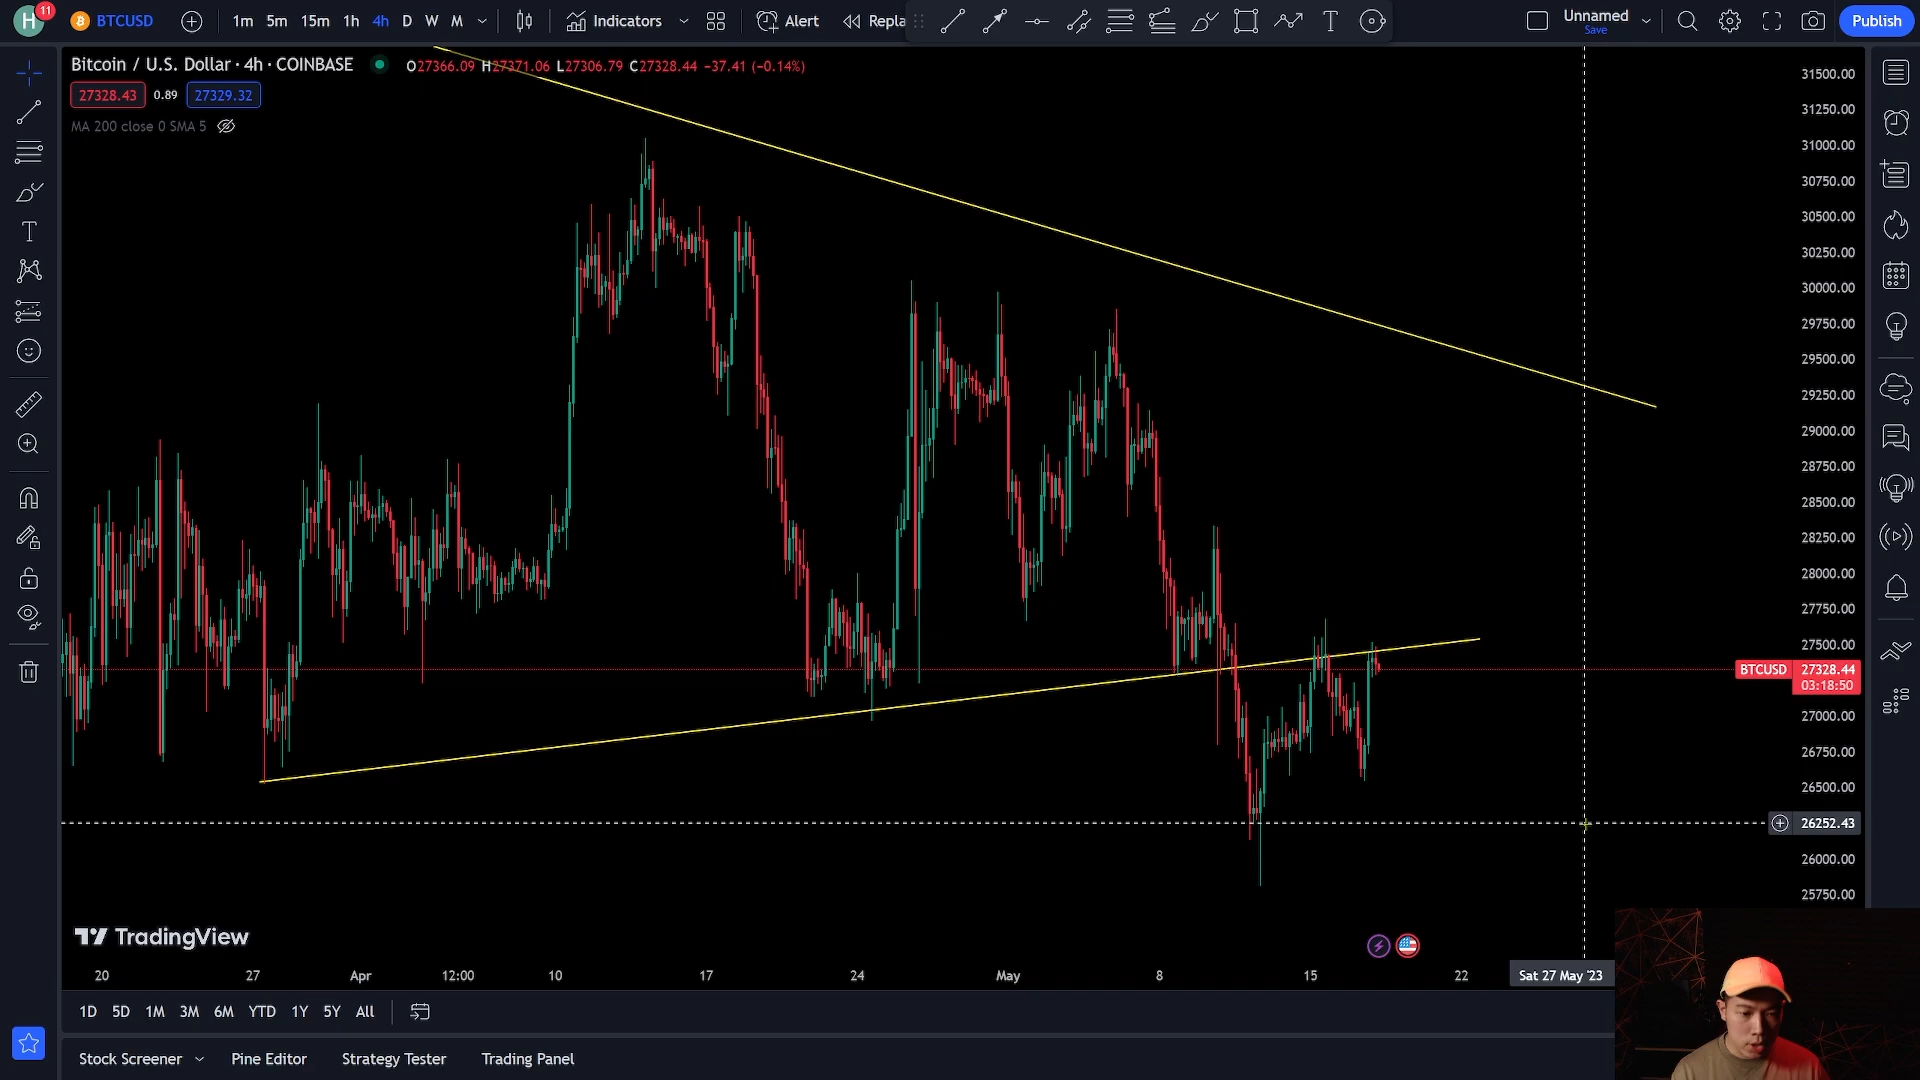 H 11 BTCUSD 1m 5m 15m 1h 4h D W M Indicators Alert Repla T Unnamed Save Publish
Bitcoin / U.S. Dollar · 4h · COINBASE O27366.09 H27371.06 L27306.79 C27328.44 −37.41 (−0.14%)
27328.43 0.89 27329.32
MA 200 close 0 SMA 5
31500.00
31250.00
31000.00
30750.00
30500.00
30250.00
30000.00
29750.00
29500.00
29250.00
29000.00
28750.00
28500.00
28250.00
28000.00
27750.00
27500.00
BTCUSD 27328.44
03:18:50
27000.00
26750.00
26500.00
26252.43
26000.00
25750.00
TradingView
20 27 Apr 12:00 10 17 24 May 8 15 22 Sat 27 May '23
1D 5D 1M 3M 6M YTD 1Y 5Y All
Stock Screener Pine Editor Strategy Tester Trading Panel